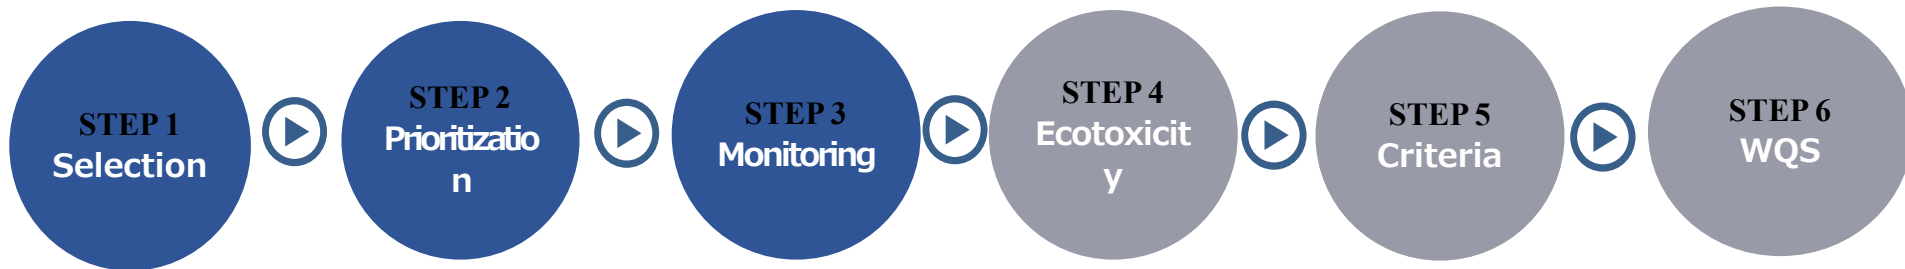 STEP 1
Selection
STEP 2
Prioritizatio
n
STEP 3
Monitoring
STEP 4
Ecotoxicit
y
STEP 5
Criteria
STEP 6
WQS